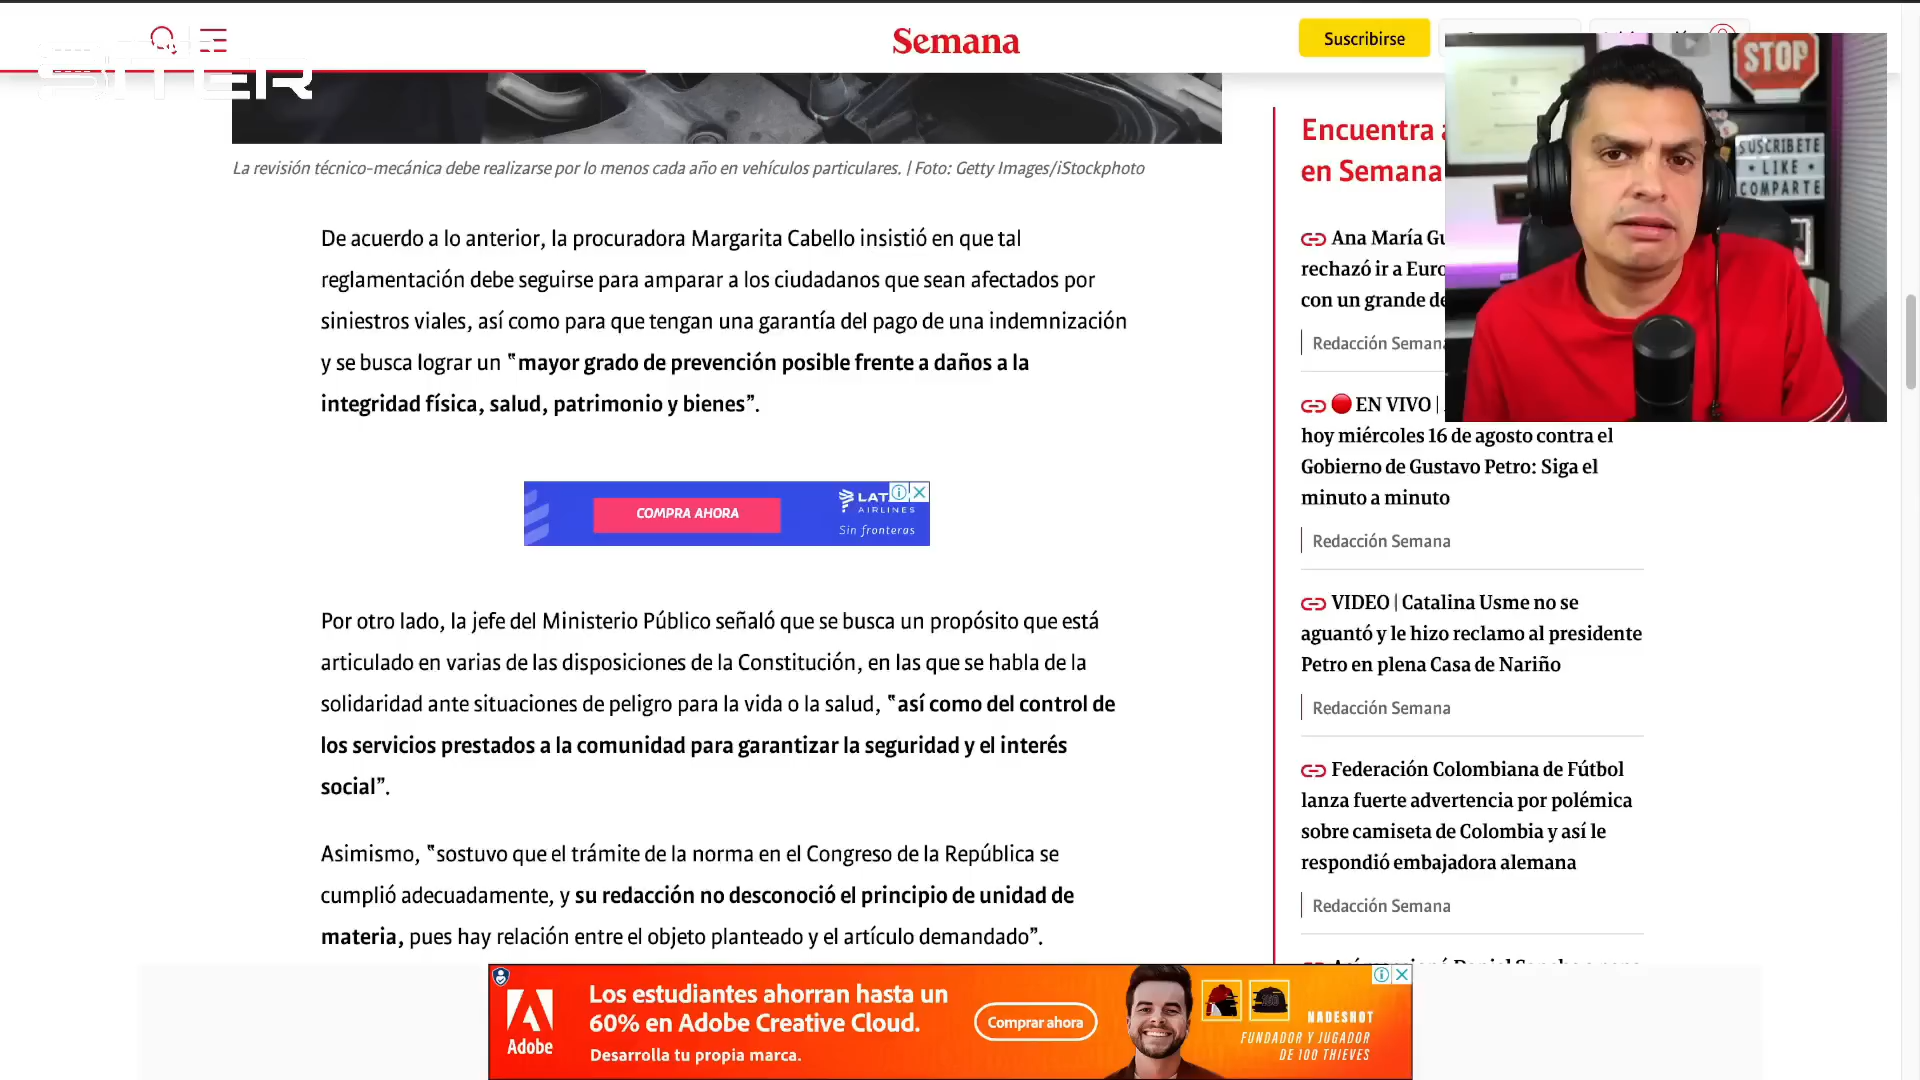 SITER
Semana
Suscribirse
La revisión técnico-mecánica debe realizarse por lo menos cada año en vehículos particulares. | Foto: Getty Images/iStockphoto
De acuerdo a lo anterior, la procuradora Margarita Cabello insistió en que tal
reglamentación debe seguirse para amparar a los ciudadanos que sean afectados por
siniestros viales, así como para que tengan una garantía del pago de una indemnización
y se busca lograr un “mayor grado de prevención posible frente a daños a la
integridad física, salud, patrimonio y bienes”.
COMPRA AHORA
LAT
AIRLINES
Sin fronteras
Por otro lado, la jefe del Ministerio Público señaló que se busca un propósito que está
articulado en varias de las disposiciones de la Constitución, en las que se habla de la
solidaridad ante situaciones de peligro para la vida o la salud, “así como del control de
los servicios prestados a la comunidad para garantizar la seguridad y el interés
social”.
Asimismo, “sostuvo que el trámite de la norma en el Congreso de la República se
cumplió adecuadamente, y su redacción no desconoció el principio de unidad de
materia, pues hay relación entre el objeto planteado y el artículo demandado”.
Encuentra
en Semana
Ana María
rechazó ir a
con un grande
Redacción Semana
EN VIVO |
hoy miércoles 16 de agosto contra el
Gobierno de Gustavo Petro: Siga el
minuto a minuto
Redacción Semana
VIDEO | Catalina Usme no se
aguantó y le hizo reclamo al presidente
Petro en plena Casa de Nariño
Redacción Semana
Federación Colombiana de Fútbol
lanza fuerte advertencia por polémica
sobre camiseta de Colombia y así le
respondió embajadora alemana
Redacción Semana
STOP
SUSCRIBETE
• LIKE •
COMPARTE
Adobe
Los estudiantes ahorran hasta un
60% en Adobe Creative Cloud.
Desarrolla tu propia marca.
Comprar ahora
NADESHOT
FUNDADOR Y JUGADOR
DE 100 THIEVES